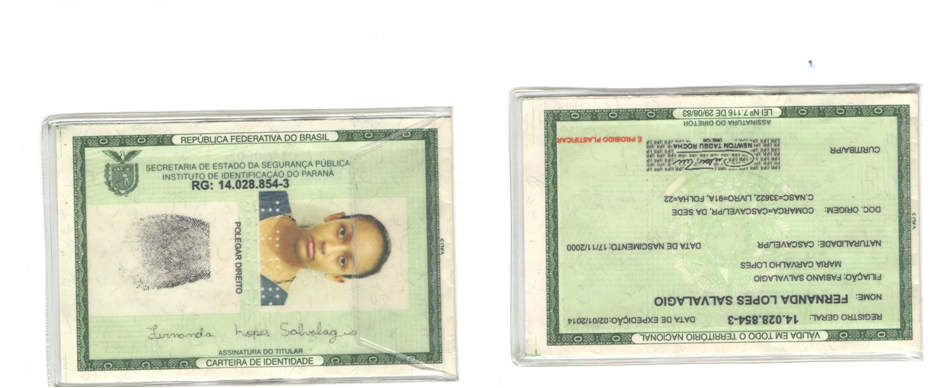 REPÚBLICA FEDERATIVA DO BRASIL
SECRETARIA DE ESTADO DA SEGURANÇA PÚBLICA
INSTITUTO DE IDENTIFICAÇÃO DO PARANÁ
RG: 14.028.854-3
POLEGAR DIREITO
Fernanda Lopes Salvalagio
ASSINATURA DO TITULAR
CARTEIRA DE IDENTIDADE
VÁLIDA EM TODO O TERRITÓRIO NACIONAL
REGISTRO GERAL: 14.028.854-3 DATA DE EXPEDIÇÃO: 02/01/2014
NOME: FERNANDA LOPES SALVALAGIO
FILIAÇÃO: FABIANO SALVALAGIO
MARIA CARVALHO LOPES
NATURALIDADE: CASCAVEL/PR DATA DE NASCIMENTO: 17/11/2000
DOC. ORIGEM: COMARCA=CASCAVEL/PR, DA SEDE
C.NASC=33822, LIVRO=91A, FOLHA=22
CURITIBA/PR
NEWTON TADEU ROCHA
É PROIBIDO PLASTIFICAR
ASSINATURA DO DIRETOR
LEI Nº 7.116 DE 29/08/83